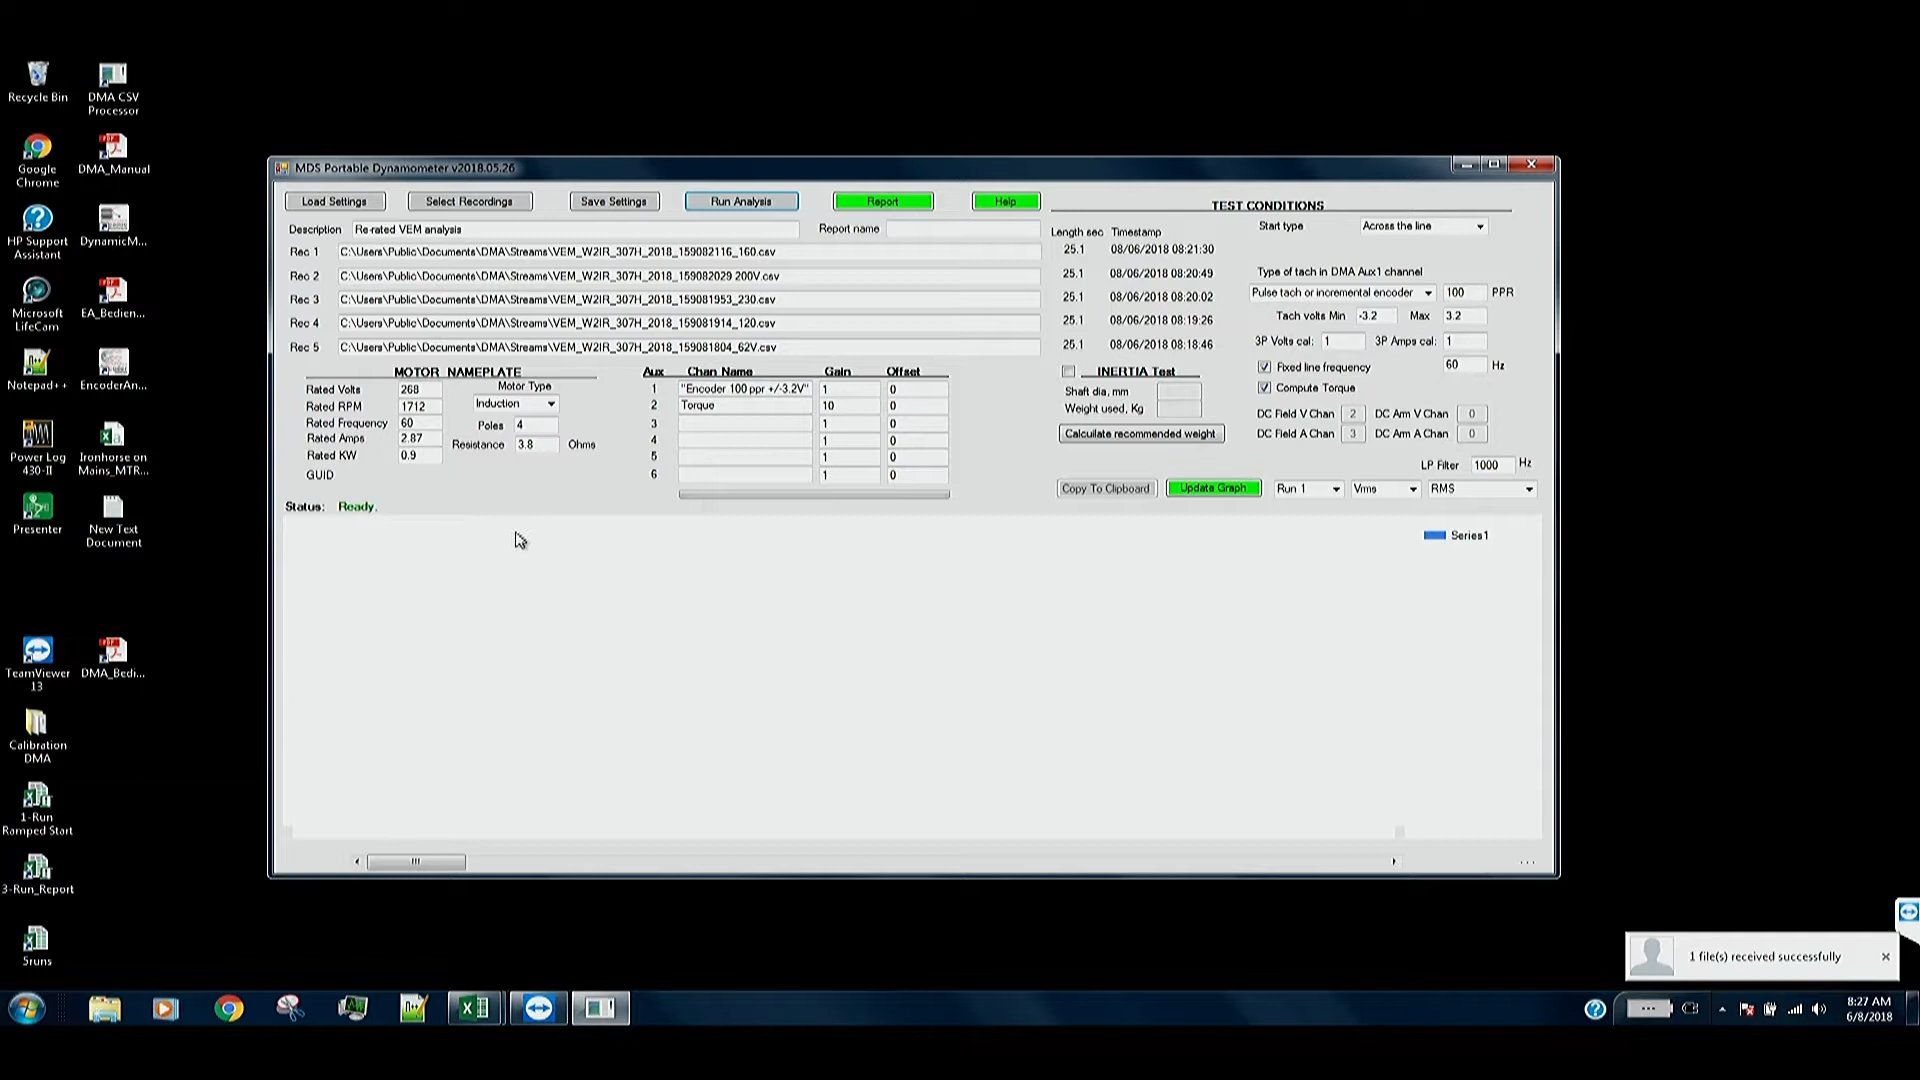 Recycle Bin
DMA CSV
Processor
Google
Chrome
DMA_Manual
HP Support
Assistant
DynamicM...
Microsoft
LifeCam
EA_Bedien...
Notepad++
EncoderAn...
Power Log
430-II
Ironhorse on
Mains_MTR...
Presenter
New Text
Document
TeamViewer
13
DMA_Bedi...
Calibration
DMA
1-Run
Ramped Start
3-Run_Report
5runs
MDS Portable Dynamometer v2018.05.26
Load Settings Select Recordings Save Settings Run Analysis Report Help
Description Re-rated VEM analysis Report name
Rec 1 C:\Users\Public\Documents\DMA\Streams\VEM_W2IR_307H_2018_159082116_160.csv
Rec 2 C:\Users\Public\Documents\DMA\Streams\VEM_W2IR_307H_2018_159082029 200V.csv
Rec 3 C:\Users\Public\Documents\DMA\Streams\VEM_W2IR_307H_2018_159081953_230.csv
Rec 4 C:\Users\Public\Documents\DMA\Streams\VEM_W2IR_307H_2018_159081914_120.csv
Rec 5 C:\Users\Public\Documents\DMA\Streams\VEM_W2IR_307H_2018_159081804_62V.csv
Length sec Timestamp
25.1 08/06/2018 08:21:30
25.1 08/06/2018 08:20:49
25.1 08/06/2018 08:20:02
25.1 08/06/2018 08:19:26
25.1 08/06/2018 08:18:46
TEST CONDITIONS
Start type Across the line
Type of tach in DMA Aux1 channel
Pulse tach or incremental encoder 100 PPR
Tach volts Min -3.2 Max 3.2
3P Volts cal: 1 3P Amps cal: 1
Fixed line frequency 60 Hz
Compute Torque
DC Field V Chan 2 DC Arm V Chan 0
DC Field A Chan 3 DC Arm A Chan 0
LP Filter 1000 Hz
MOTOR NAMEPLATE
Rated Volts 268
Rated RPM 1712
Rated Frequency 60
Rated Amps 2.87
Rated KW 0.9
GUID
Motor Type
Induction
Poles 4
Resistance 3.8 Ohms
Aux Chan Name Gain Offset
1 "Encoder 100 ppr +/-3.2V" 1 0
2 Torque 10 0
3 1 0
4 1 0
5 1 0
6 1 0
INERTIA Test
Shaft dia, mm
Weight used, Kg
Calculate recommended weight
Copy To Clipboard Update Graph Run 1 Vrms RMS
Status: Ready.
Series1
1 file(s) received successfully
8:27 AM
6/8/2018